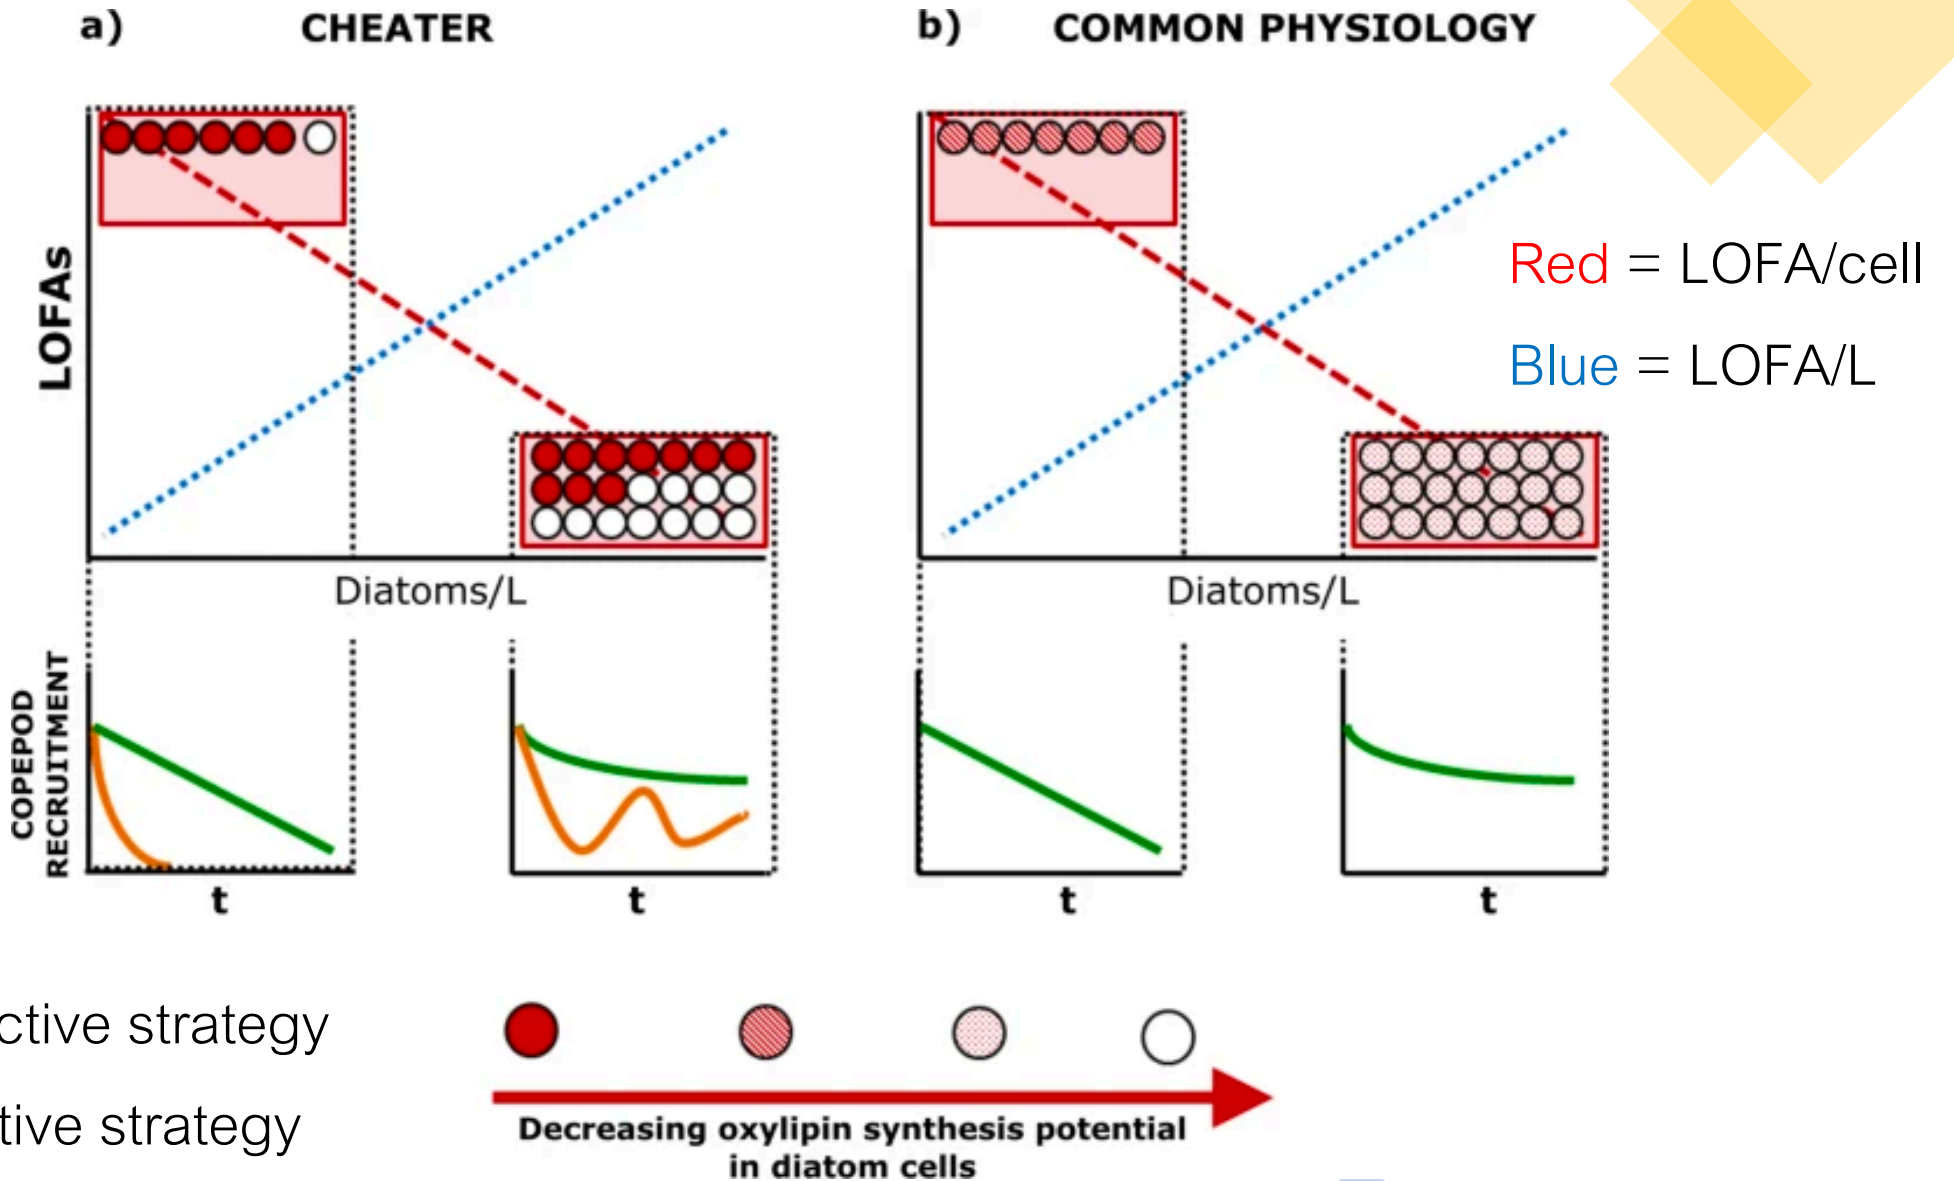 a) CHEATER
b) COMMON PHYSIOLOGY
LOFAs
Red = LOFA/cell
Blue = LOFA/L
Diatoms/L
Diatoms/L
COPEPOD
RECRUITMENT
t
t
t
t
ctive strategy
tive strategy
Decreasing oxylipin synthesis potential
in diatom cells